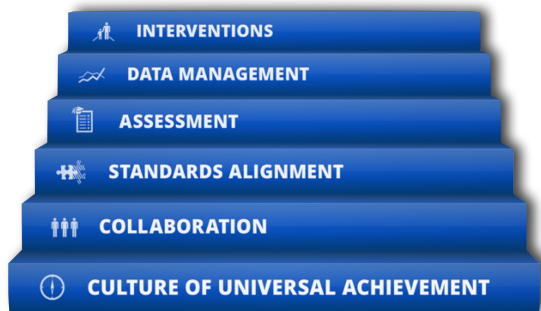 INTERVENTIONS
DATA MANAGEMENT
ASSESSMENT
STANDARDS ALIGNMENT
COLLABORATION
CULTURE OF UNIVERSAL ACHIEVEMENT